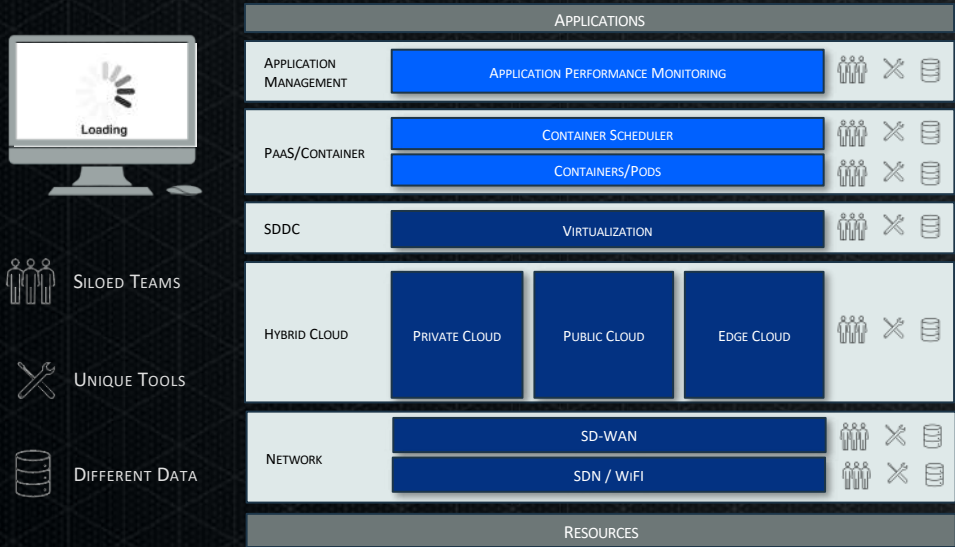 APPLICATIONS
Loading
SILOED TEAMS
UNIQUE TOOLS
DIFFERENT DATA
APPLICATION
MANAGEMENT
APPLICATION PERFORMANCE MONITORING
PAAS/CONTAINER
CONTAINER SCHEDULER
CONTAINERS/PODS
SDDC
VIRTUALIZATION
HYBRID CLOUD
PRIVATE CLOUD
PUBLIC CLOUD
EDGE CLOUD
NETWORK
SD-WAN
SDN / WIFI
RESOURCES